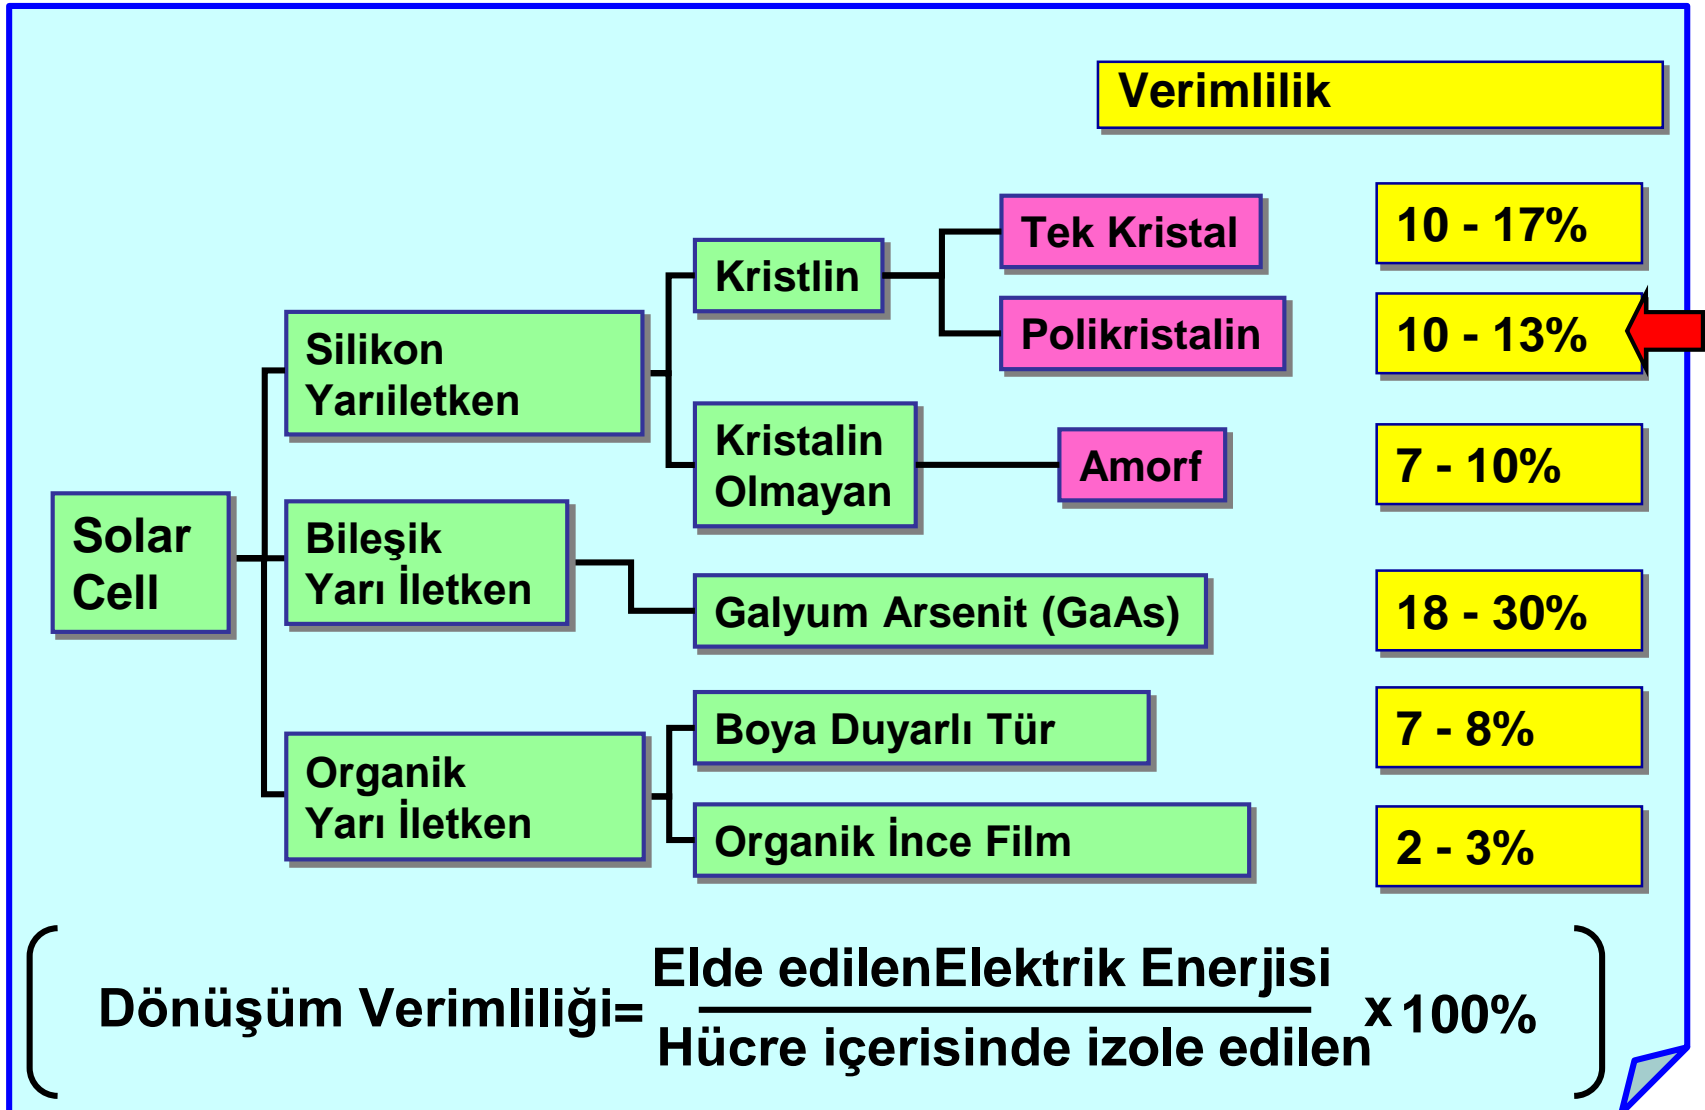 Verimlilik
Tek Kristal
10 - 17%
Kristlin
Polikristalin
10 - 13%
Silikon
Yarıiletken
Kristalin
Olmayan
Amorf
7 - 10%
Solar
Cell
Bileşik
Yarı İletken
Galyum Arsenit (GaAs)
18 - 30%
Boya Duyarlı Tür
7 - 8%
Organik
Yarı İletken
Organik İnce Film
2 - 3%
Elde edilenElektrik Enerjisi
Dönüşüm Verimliliği= x 100%
Hücre içerisinde izole edilen